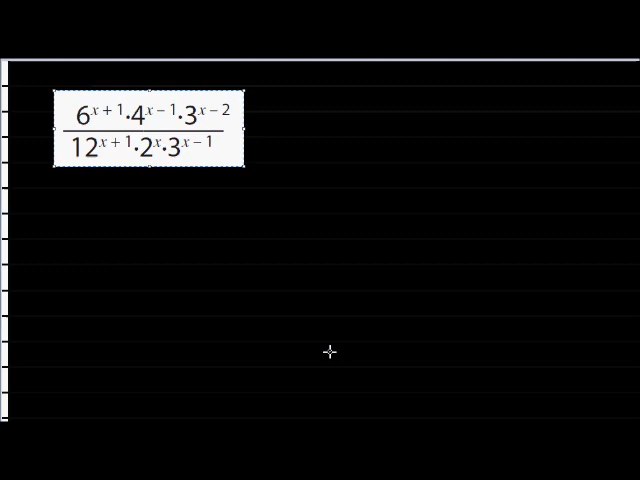 6^{x + 1}·4^{x – 1}·3^{x – 2}
12^{x + 1}·2^{x}·3^{x – 1}